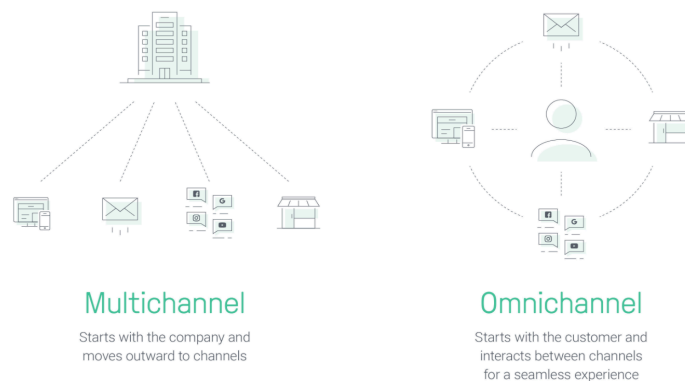 Multichannel
Starts with the company and
moves outward to channels
Omnichannel
Starts with the customer and
interacts between channels
for a seamless experience